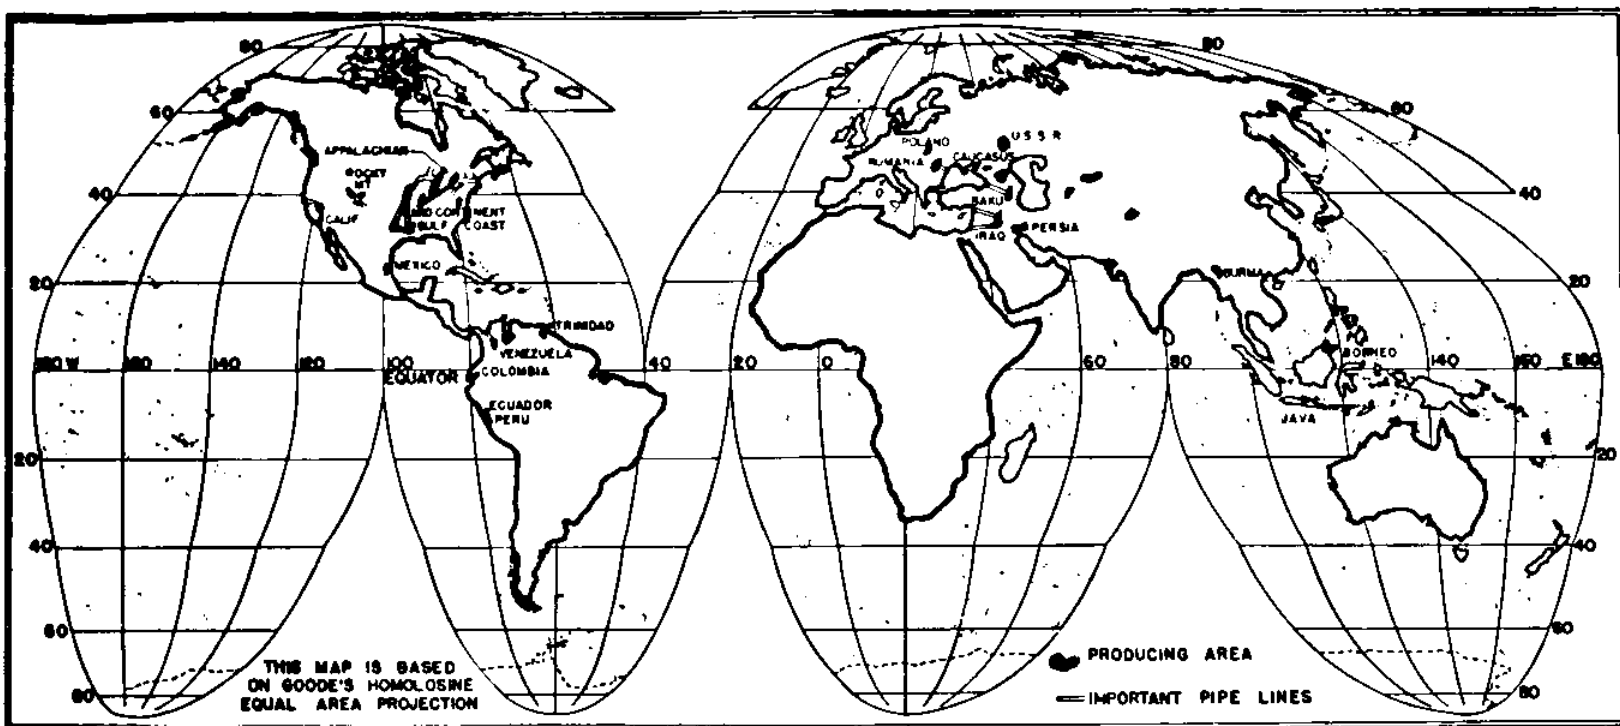 80
60
40
20
180 W
160
140
120
100
EQUATOR
APPALACHIAN
ROCKY
MT
CALIF
MID CONTINENT
GULF COAST
MEXICO
TRINIDAD
VENEZUELA
COLOMBIA
ECUADOR
PERU
40
20
0
20
40
60
80
THIS MAP IS BASED
ON GOODE'S HOMOLOSINE
EQUAL AREA PROJECTION
80
60
40
20
U S S R
POLAND
RUMANIA
CAUCASUS
BAKU
IRAQ
PERSIA
BURMA
BORNEO
JAVA
60
80
140
160
E 180
20
40
60
80
PRODUCING AREA
IMPORTANT PIPE LINES